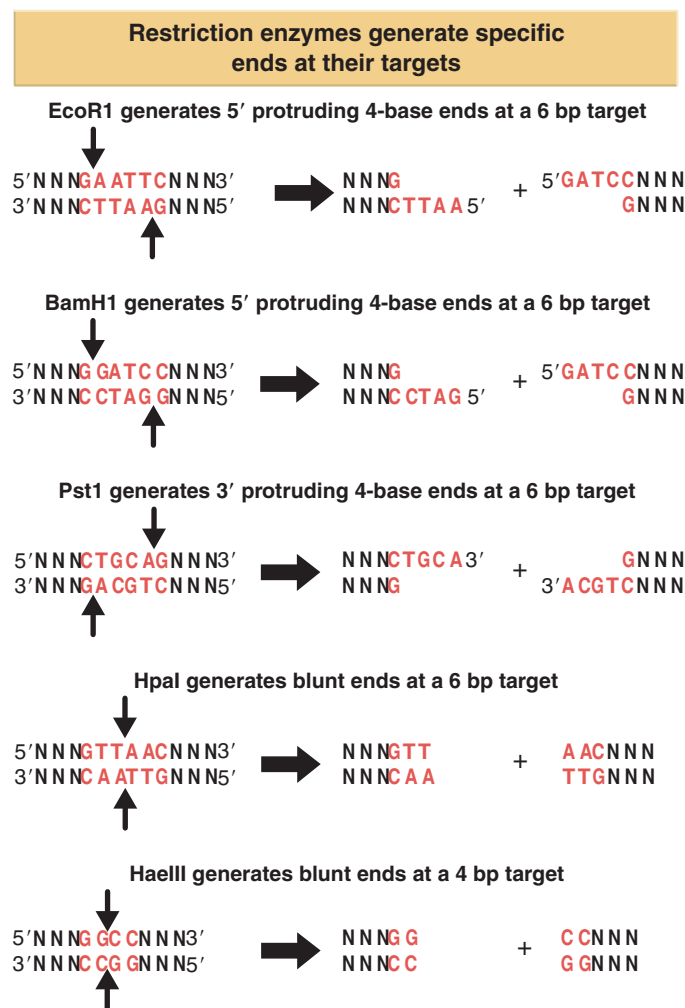 Restriction enzymes generate specific
ends at their targets
EcoR1 generates 5′ protruding 4-base ends at a 6 bp target
5′NNNGAATTCNNN3′ NNNG + 5′GATCCNNN
3′NNNCTTAAGNNN5′ NNNCTTAA5′ GNNN
BamH1 generates 5′ protruding 4-base ends at a 6 bp target
5′NNNGGATCCNNN3′ NNNG + 5′GATCCNNN
3′NNNCCTAGGNNN5′ NNNCCTAG5′ GNNN
Pst1 generates 3′ protruding 4-base ends at a 6 bp target
5′NNNCTGCAGNNN3′ NNNCTGCA3′ + GNNN
3′NNNGACGTCNNN5′ NNNG 3′ACGTCNNN
HpaI generates blunt ends at a 6 bp target
5′NNNGTTAACNNN3′ NNNGTT + AACNNN
3′NNNCAATTGNNN5′ NNNCAA TTGNNN
HaeIII generates blunt ends at a 4 bp target
5′NNNGGCCNNN3′ NNNGG + CCNNN
3′NNNCCGGNNN5′ NNNCC GGNNN